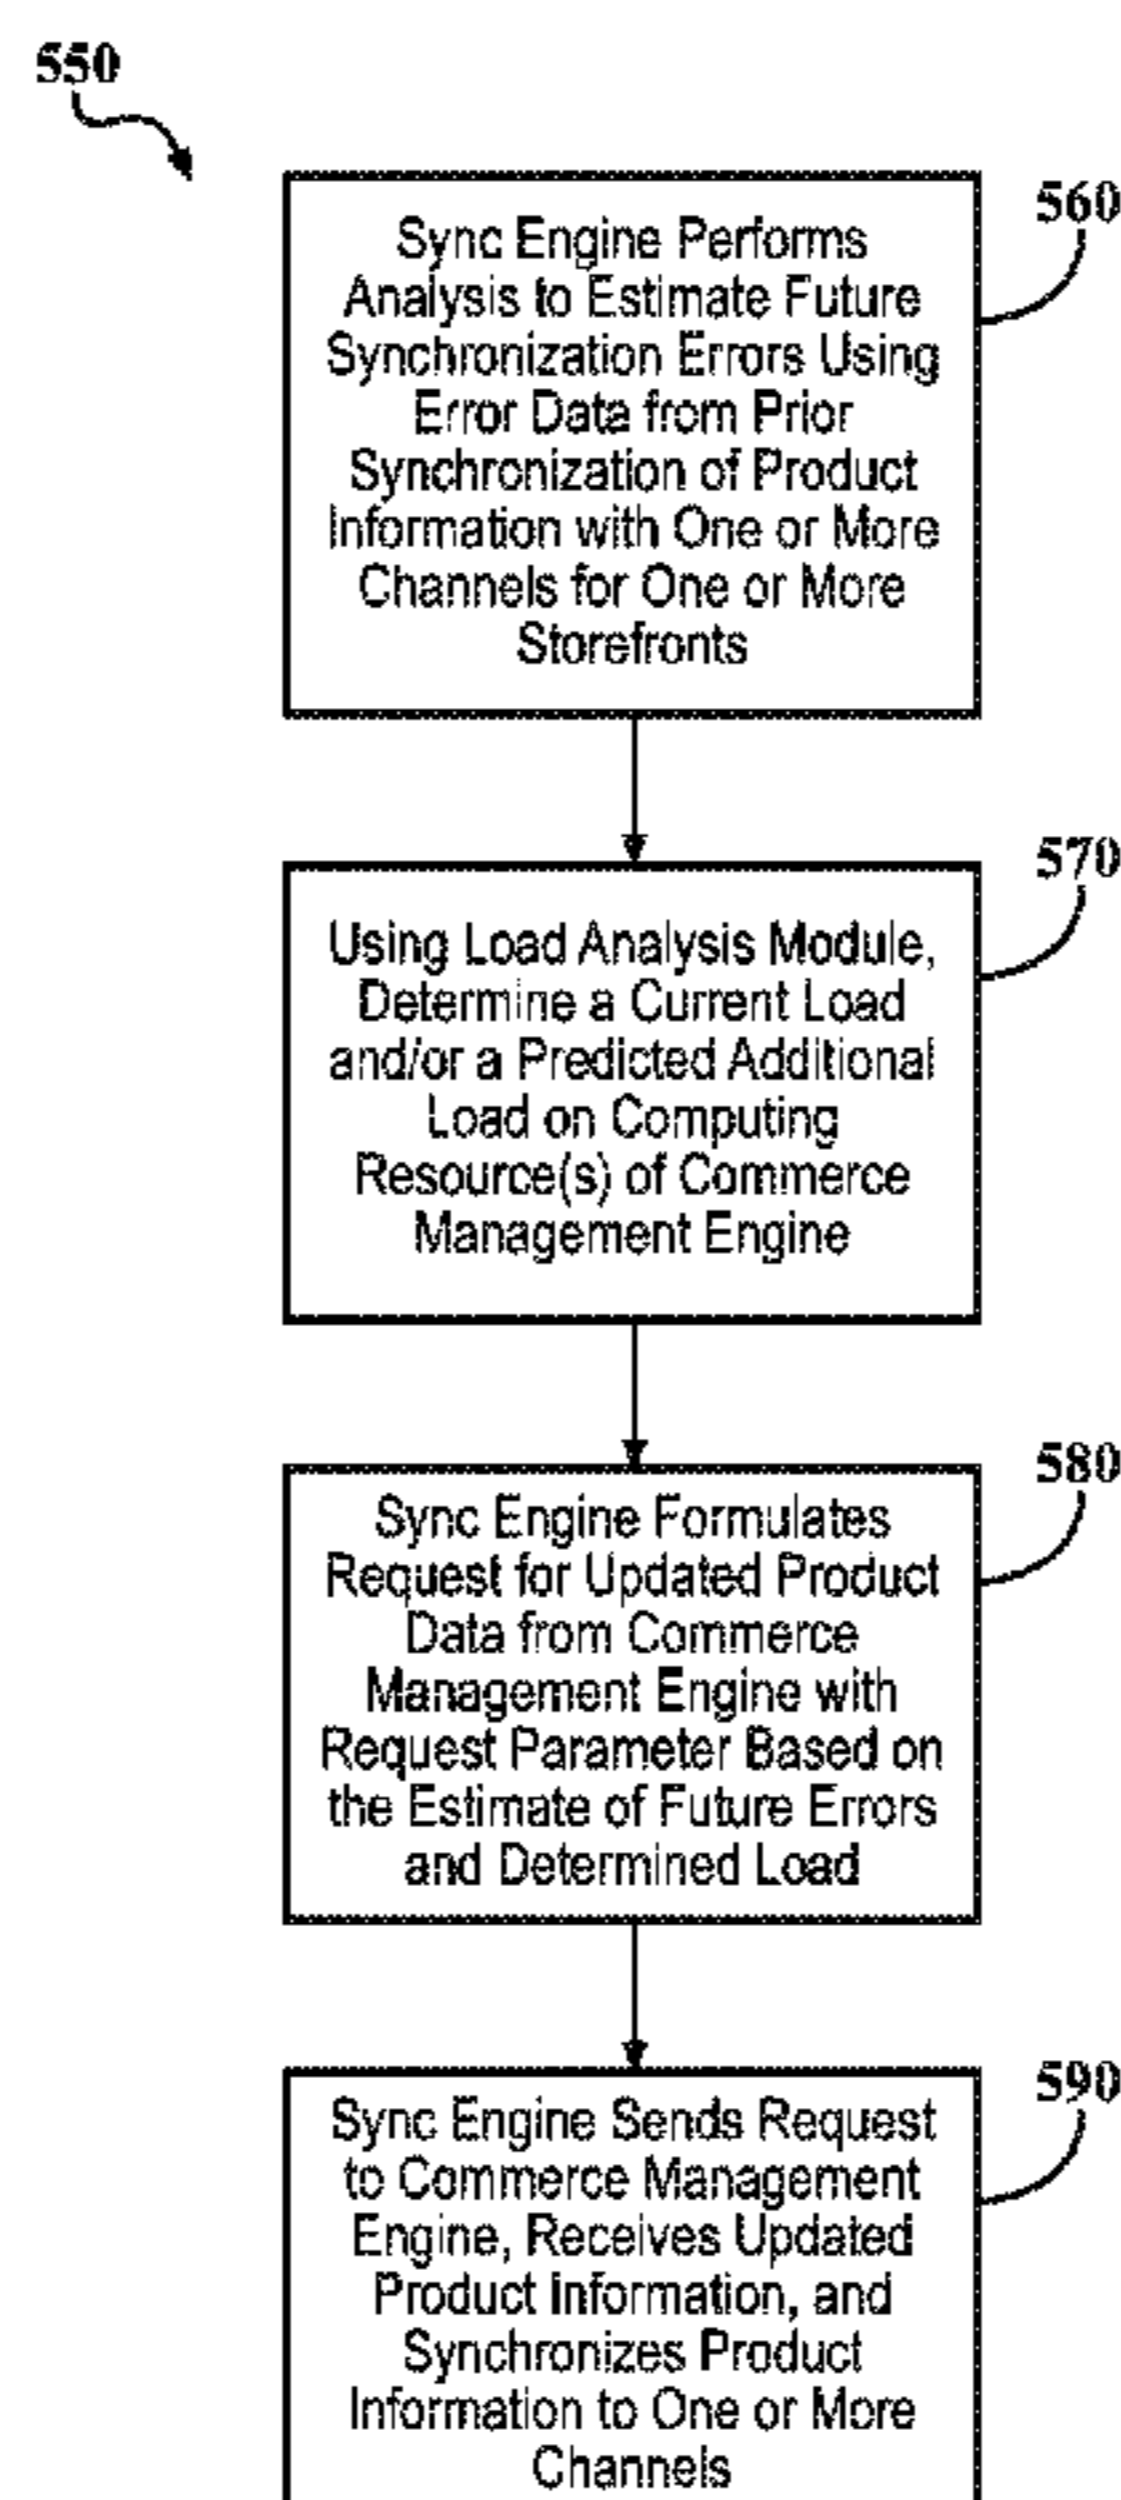 550
560
Sync Engine Performs
Analysis to Estimate Future
Synchronization Errors Using
Error Data from Prior
Synchronization of Product
Information with One or More
Channels for One or More
Storefronts
570
Using Load Analysis Module,
Determine a Current Load
and/or a Predicted Additional
Load on Computing
Resource(s) of Commerce
Management Engine
580
Sync Engine Formulates
Request for Updated Product
Data from Commerce
Management Engine with
Request Parameter Based on
the Estimate of Future Errors
and Determined Load
590
Sync Engine Sends Request
to Commerce Management
Engine, Receives Updated
Product Information, and
Synchronizes Product
Information to One or More
Channels